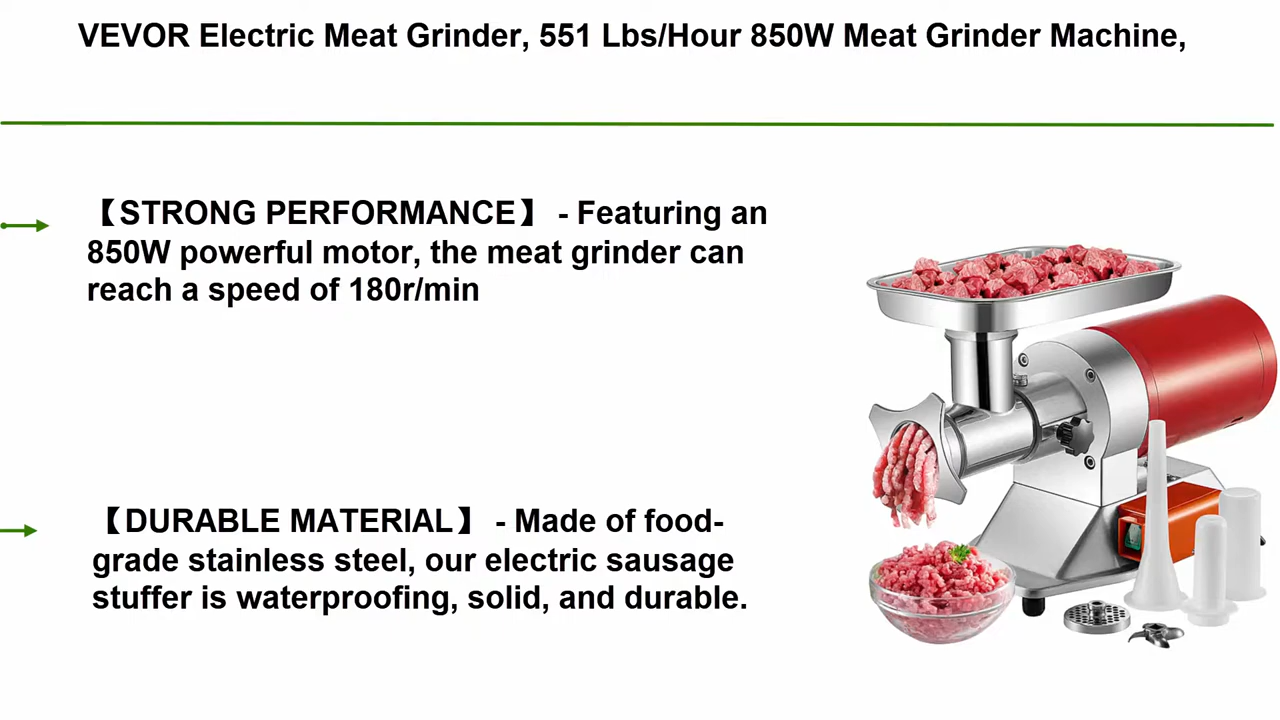 VEVOR Electric Meat Grinder, 551 Lbs/Hour 850W Meat Grinder Machine,
【STRONG PERFORMANCE】 - Featuring an
850W powerful motor, the meat grinder can
reach a speed of 180r/min
【DURABLE MATERIAL】 - Made of food-
grade stainless steel, our electric sausage
stuffer is waterproofing, solid, and durable.